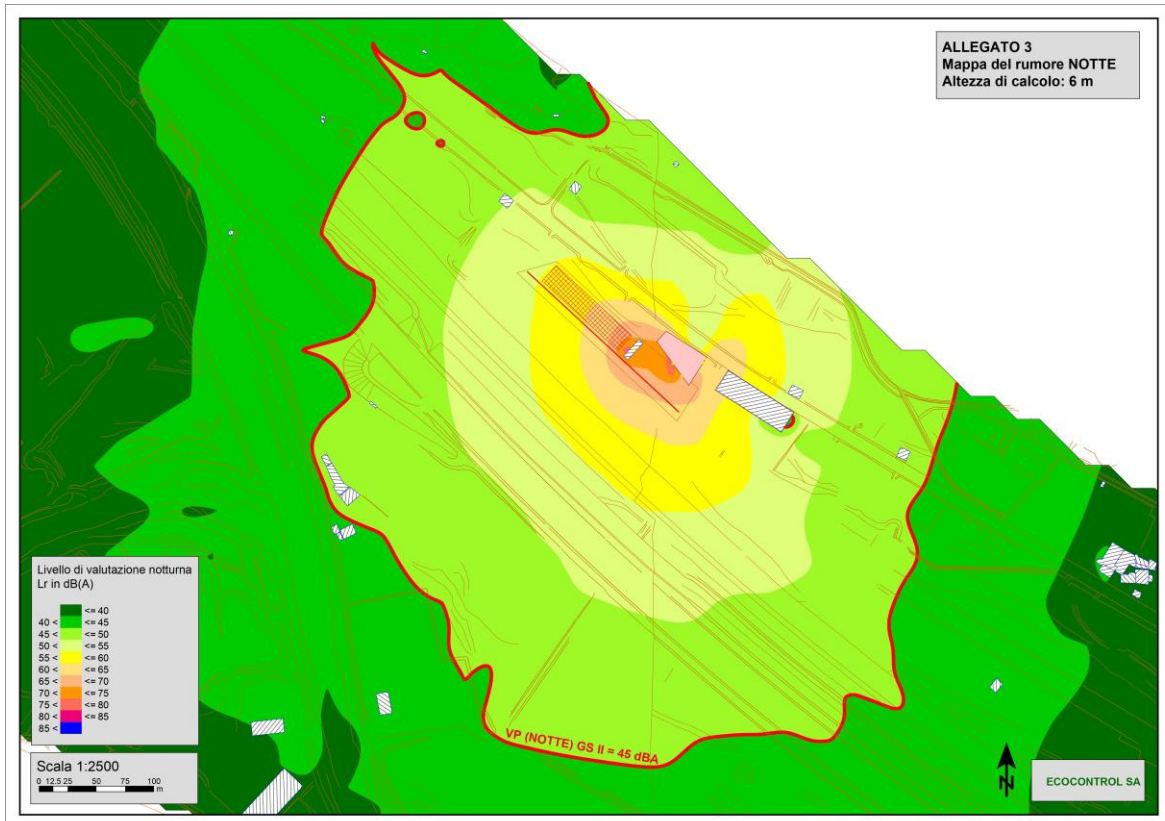 ALLEGATO 3
Mappa del rumore NOTTE
Altezza di calcolo: 6 m
VP (NOTTE) GS II = 45 dBA
Livello di valutazione notturna
Lr in dB(A)
<= 40
40 < <= 45
45 < <= 50
50 < <= 55
55 < <= 60
60 < <= 65
65 < <= 70
70 < <= 75
75 < <= 80
80 < <= 85
85 <
Scala 1:2500
0 12.5 25 50 75 100
m
N
ECOCONTROL SA